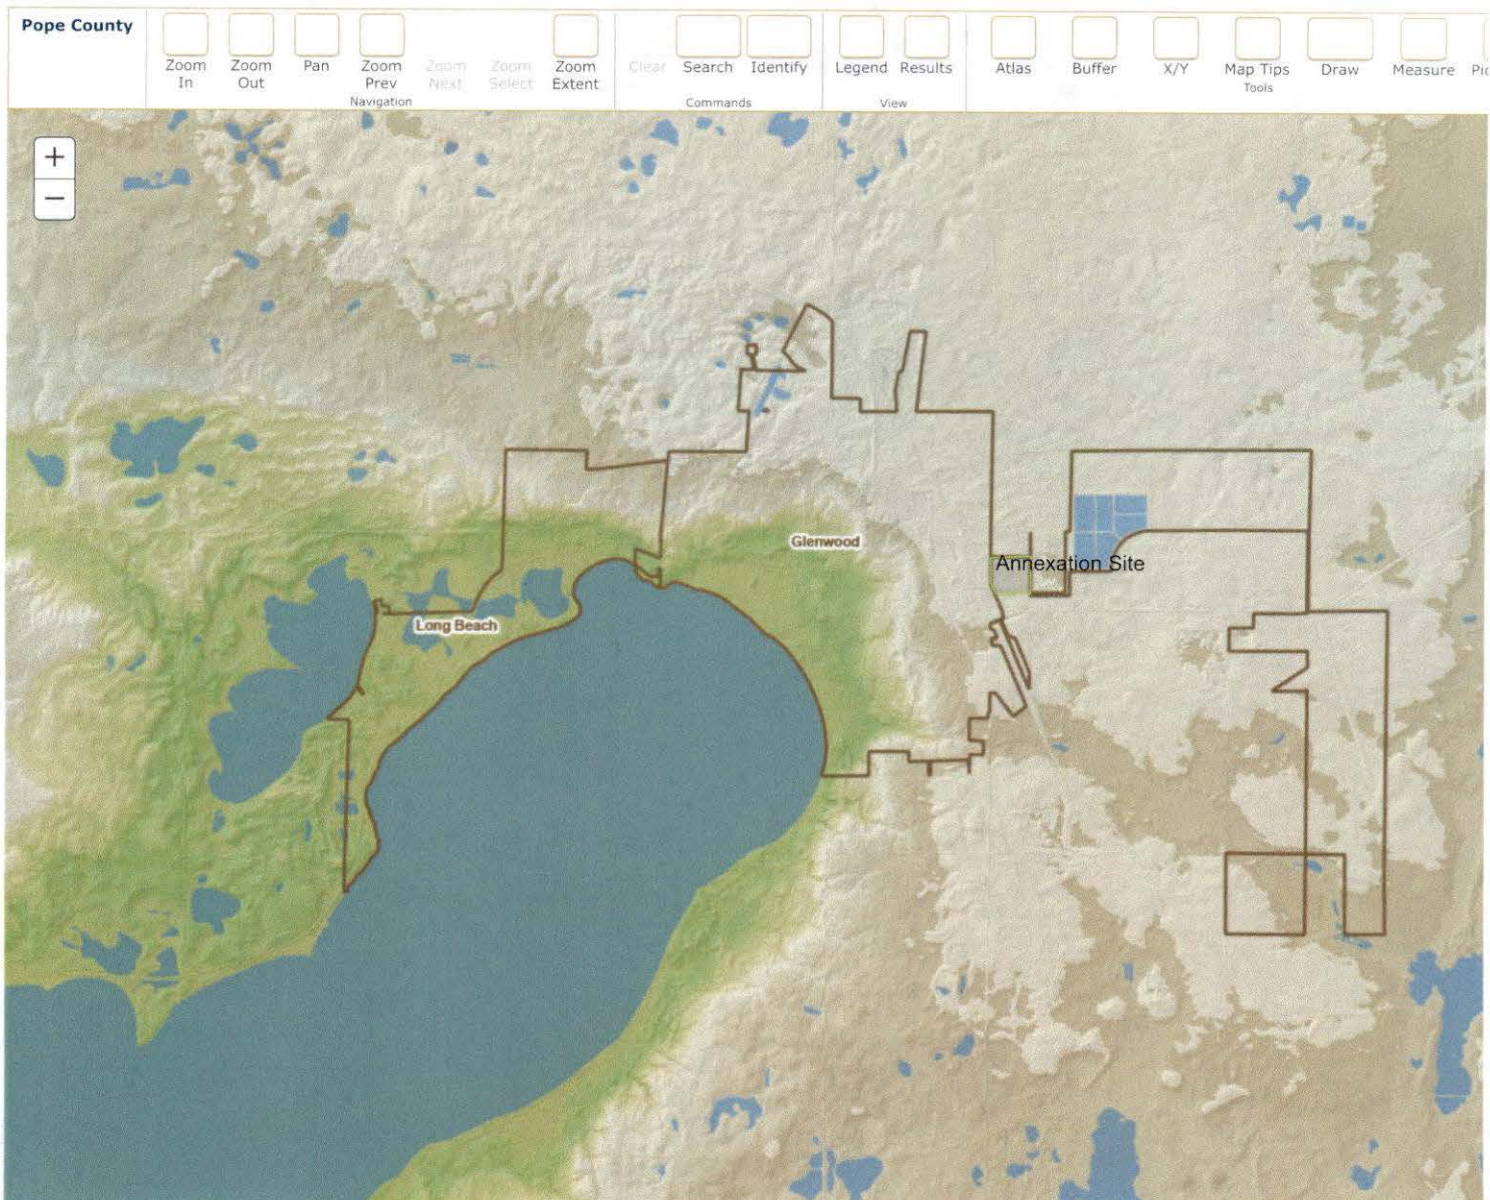 Pope County
Zoom In
Zoom Out
Pan
Zoom Prev
Zoom Next
Zoom Select
Zoom Extent
Navigation
Clear
Search
Identify
Commands
Legend
Results
View
Atlas
Buffer
X/Y
Map Tips
Draw
Measure
Tools
+
−
Glenwood
Annexation Site
Long Beach